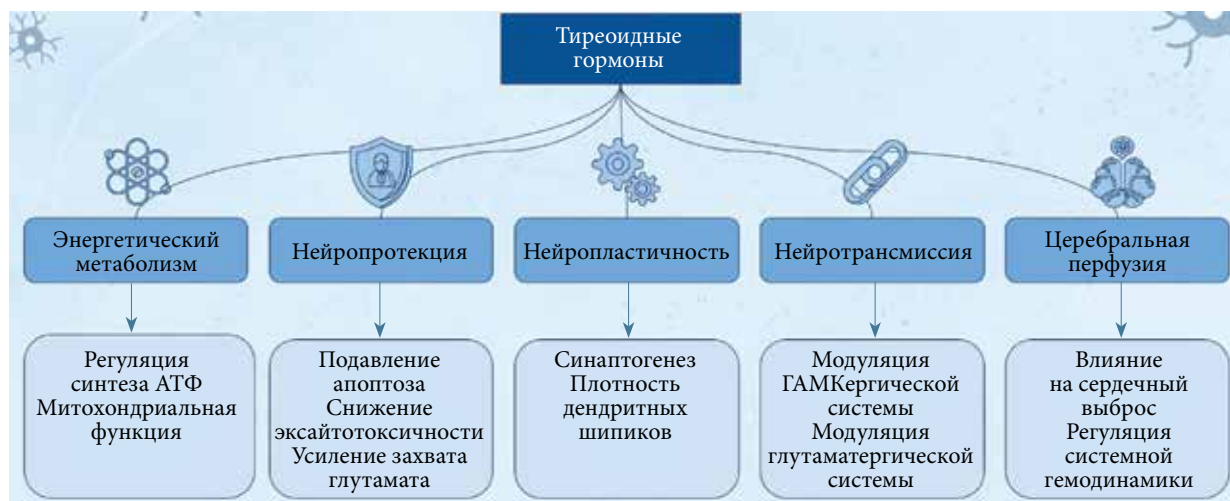 Тиреоидные
гормоны
Энергетический
метаболизм
Нейропротекция
Нейропластичность
Нейротрансмиссия
Церебральная
перфузия
Регуляция
синтеза АТФ
Митохондриальная
функция
Подавление
апоптоза
Снижение
эксайтотоксичности
Усиление захвата
глутамата
Синаптогенез
Плотность
дендритных
шипиков
Модуляция
ГАМКергической
системы
Модуляция
глутаматергической
системы
Влияние
на сердечный
выброс
Регуляция
системной
гемодинамики